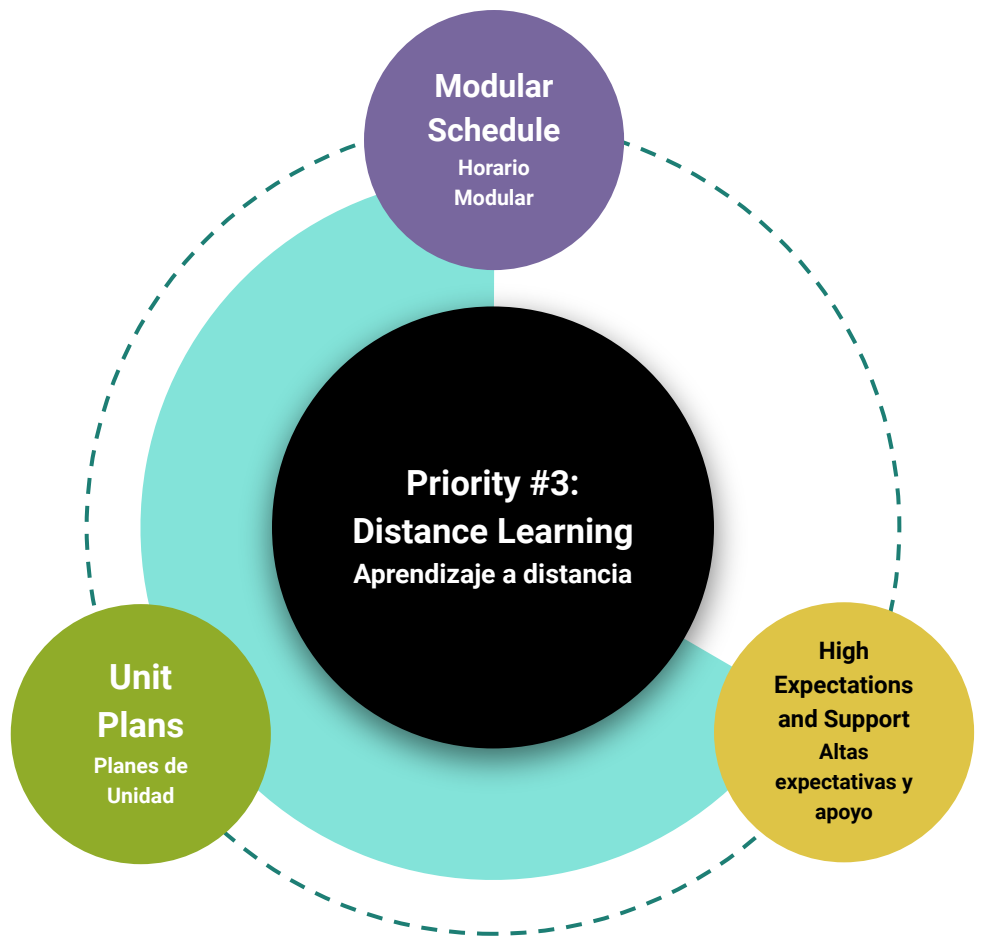 Modular
Schedule
Horario
Modular
Priority #3:
Distance Learning
Aprendizaje a distancia
Unit
Plans
Planes de
Unidad
High
Expectations
and Support
Altas
expectativas y
apoyo